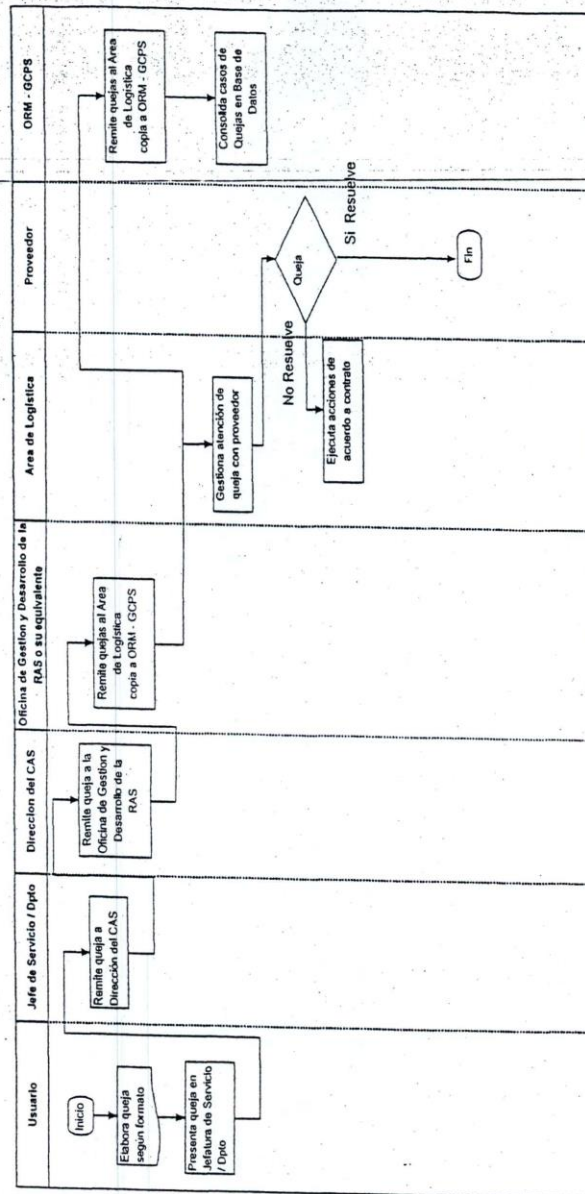 Usuario
Inicio
Elabora queja
según formato
Presenta queja en
Jefatura de Servicio
/ Dpto
Jefe de Servicio / Dpto
Remite queja a
Dirección del CAS
Direccion del CAS
Remite queja a la
Oficina de Gestion y
Desarrollo de la
RAS
Oficina de Gestion y Desarrollo de la
RAS o su equivalente
Remite quejas al Area
de Logística
copia a ORM - GCPS
Area de Logística
Gestiona atención de
queja con proveedor
No Resuelve
Ejecuta acciones de
acuerdo a contrato
Proveedor
Queja
Si Resuelve
Fin
ORM - GCPS
Remite quejas al Area
de Logística
copia a ORM - GCPS
Consolida casos de
Quejas en Base de
Datos